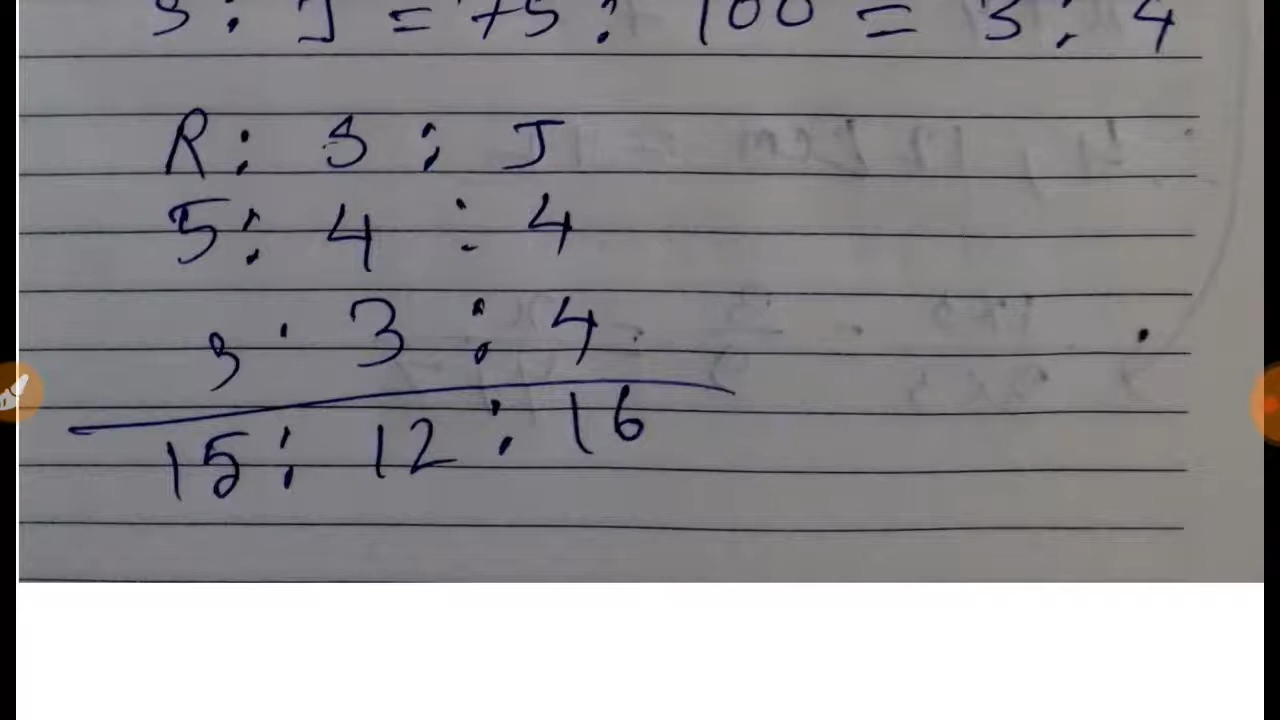 S : J = 75 : 100 = 3 : 4
R : S : J
5 : 4 : 4
3 : 3 : 4
15 : 12 : 16